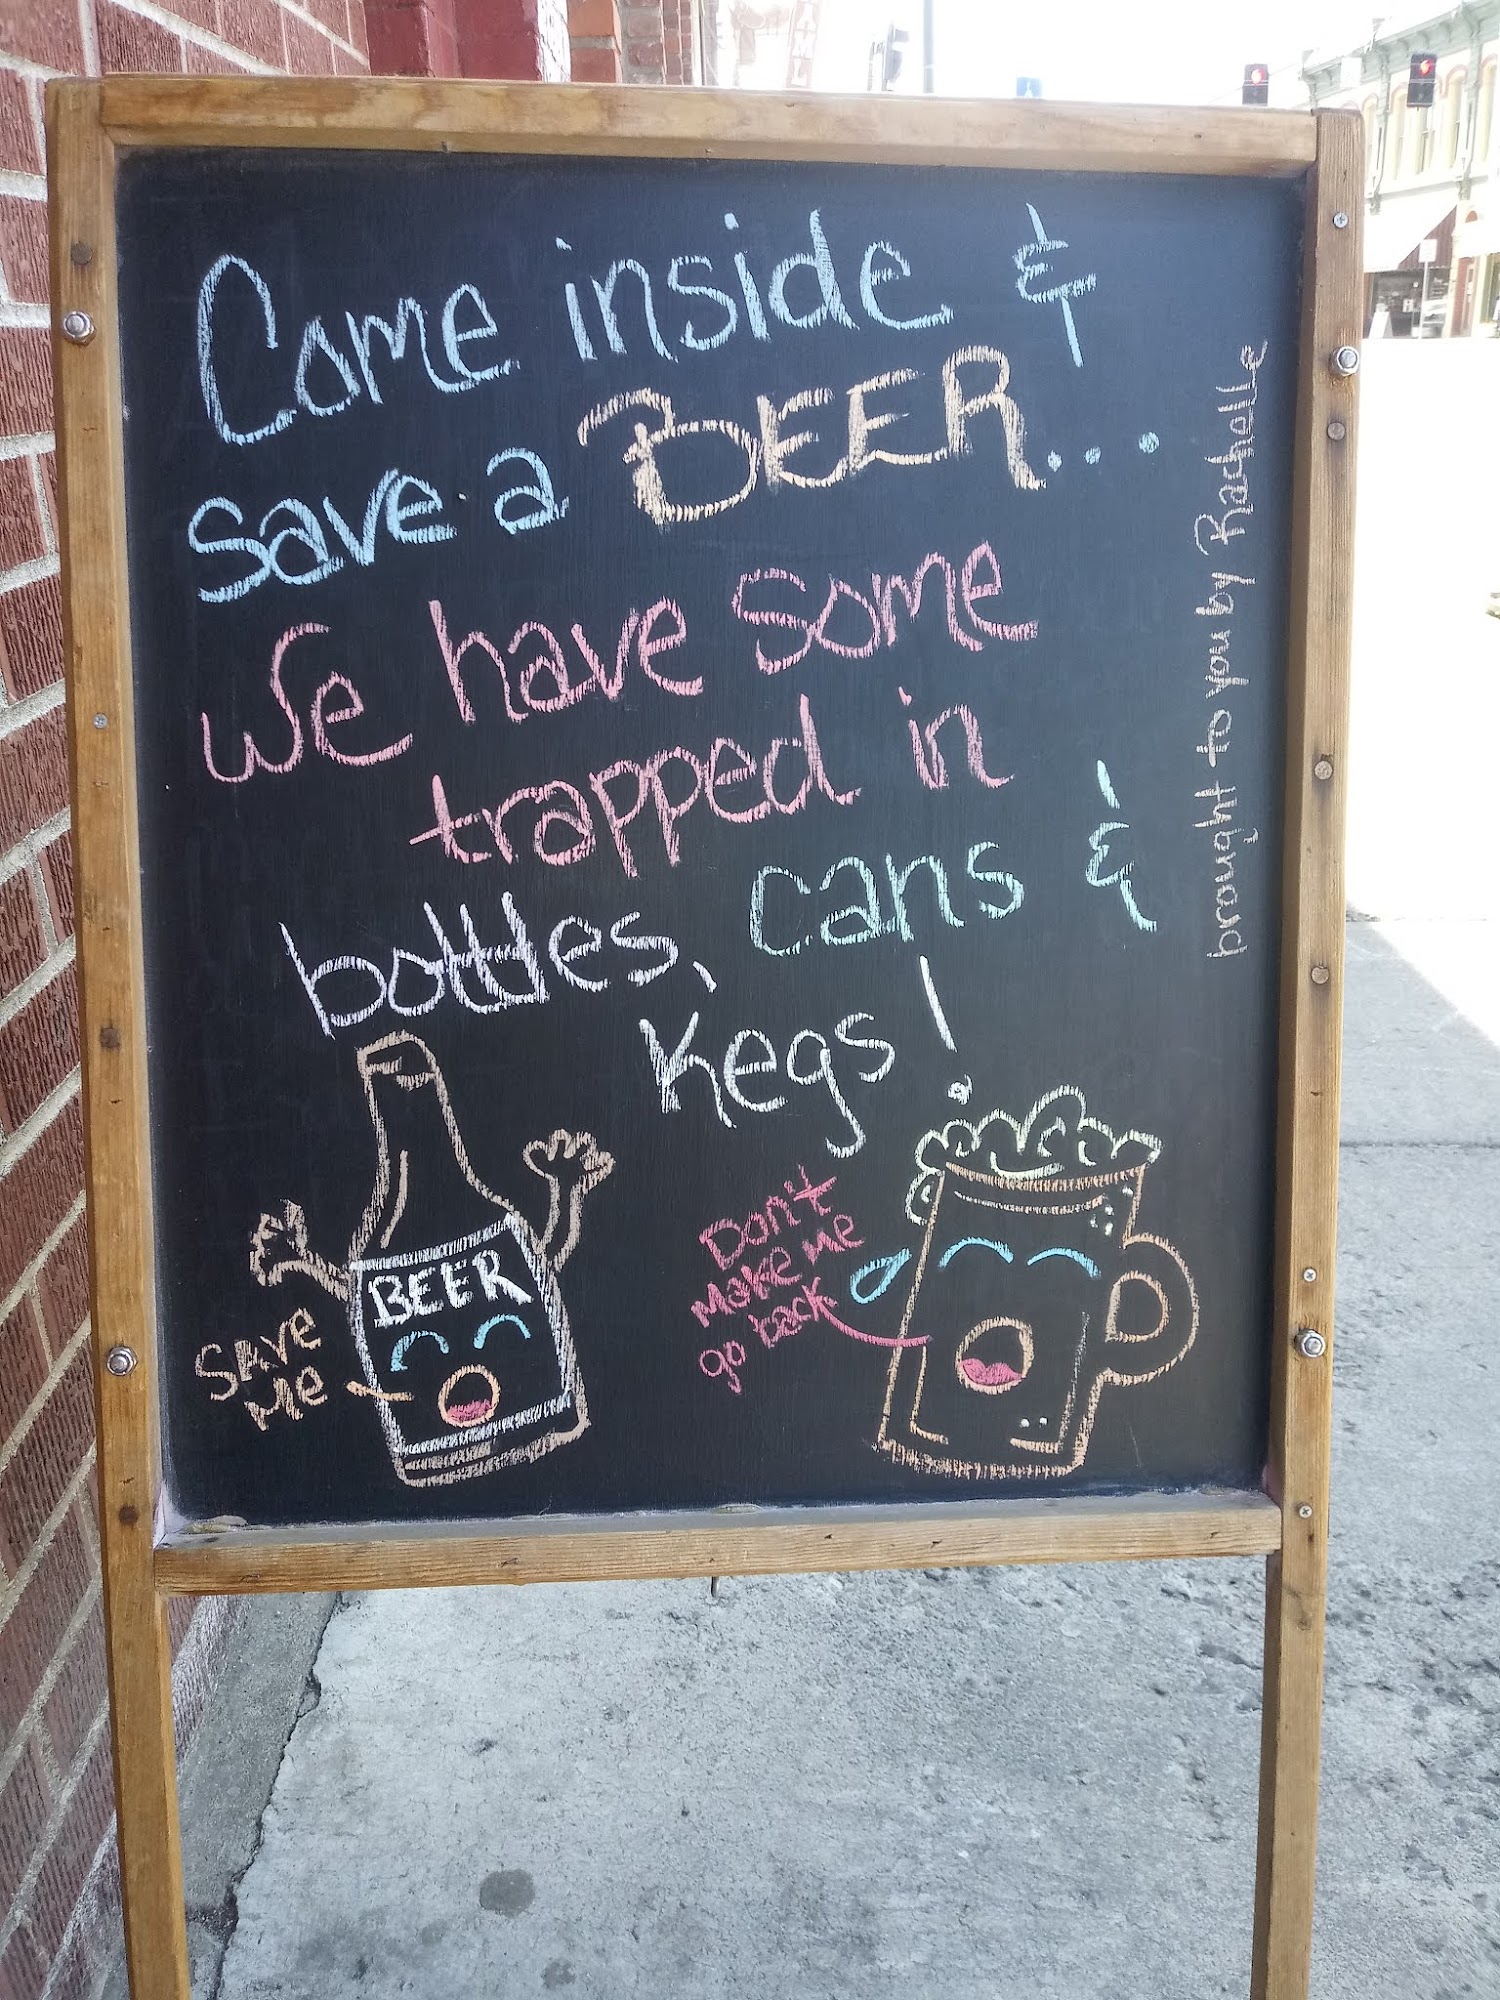 Come inside &
save a BEER...
We have some
trapped in
bottles, cans &
Kegs!
brought to you by Rachelle
BEER
SAVE
Me
Don't
Make Me
go back